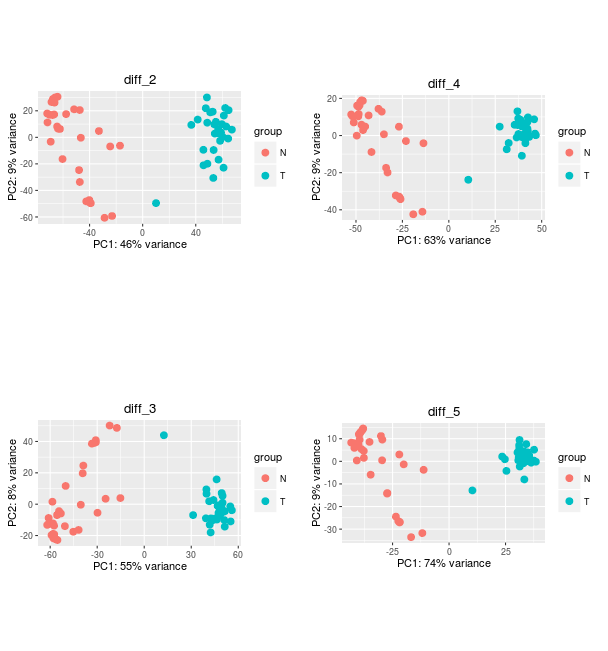 diff_2
20
0
-20
-40
-60
PC2: 9% variance
-40
0
40
PC1: 46% variance
group
N
T
diff_4
20
0
-20
-40
PC2: 9% variance
-50
-25
0
25
50
PC1: 63% variance
group
N
T
diff_3
40
20
0
-20
PC2: 8% variance
-60
-30
0
30
60
PC1: 55% variance
group
N
T
diff_5
10
0
-10
-20
-30
PC2: 9% variance
-25
0
25
PC1: 74% variance
group
N
T